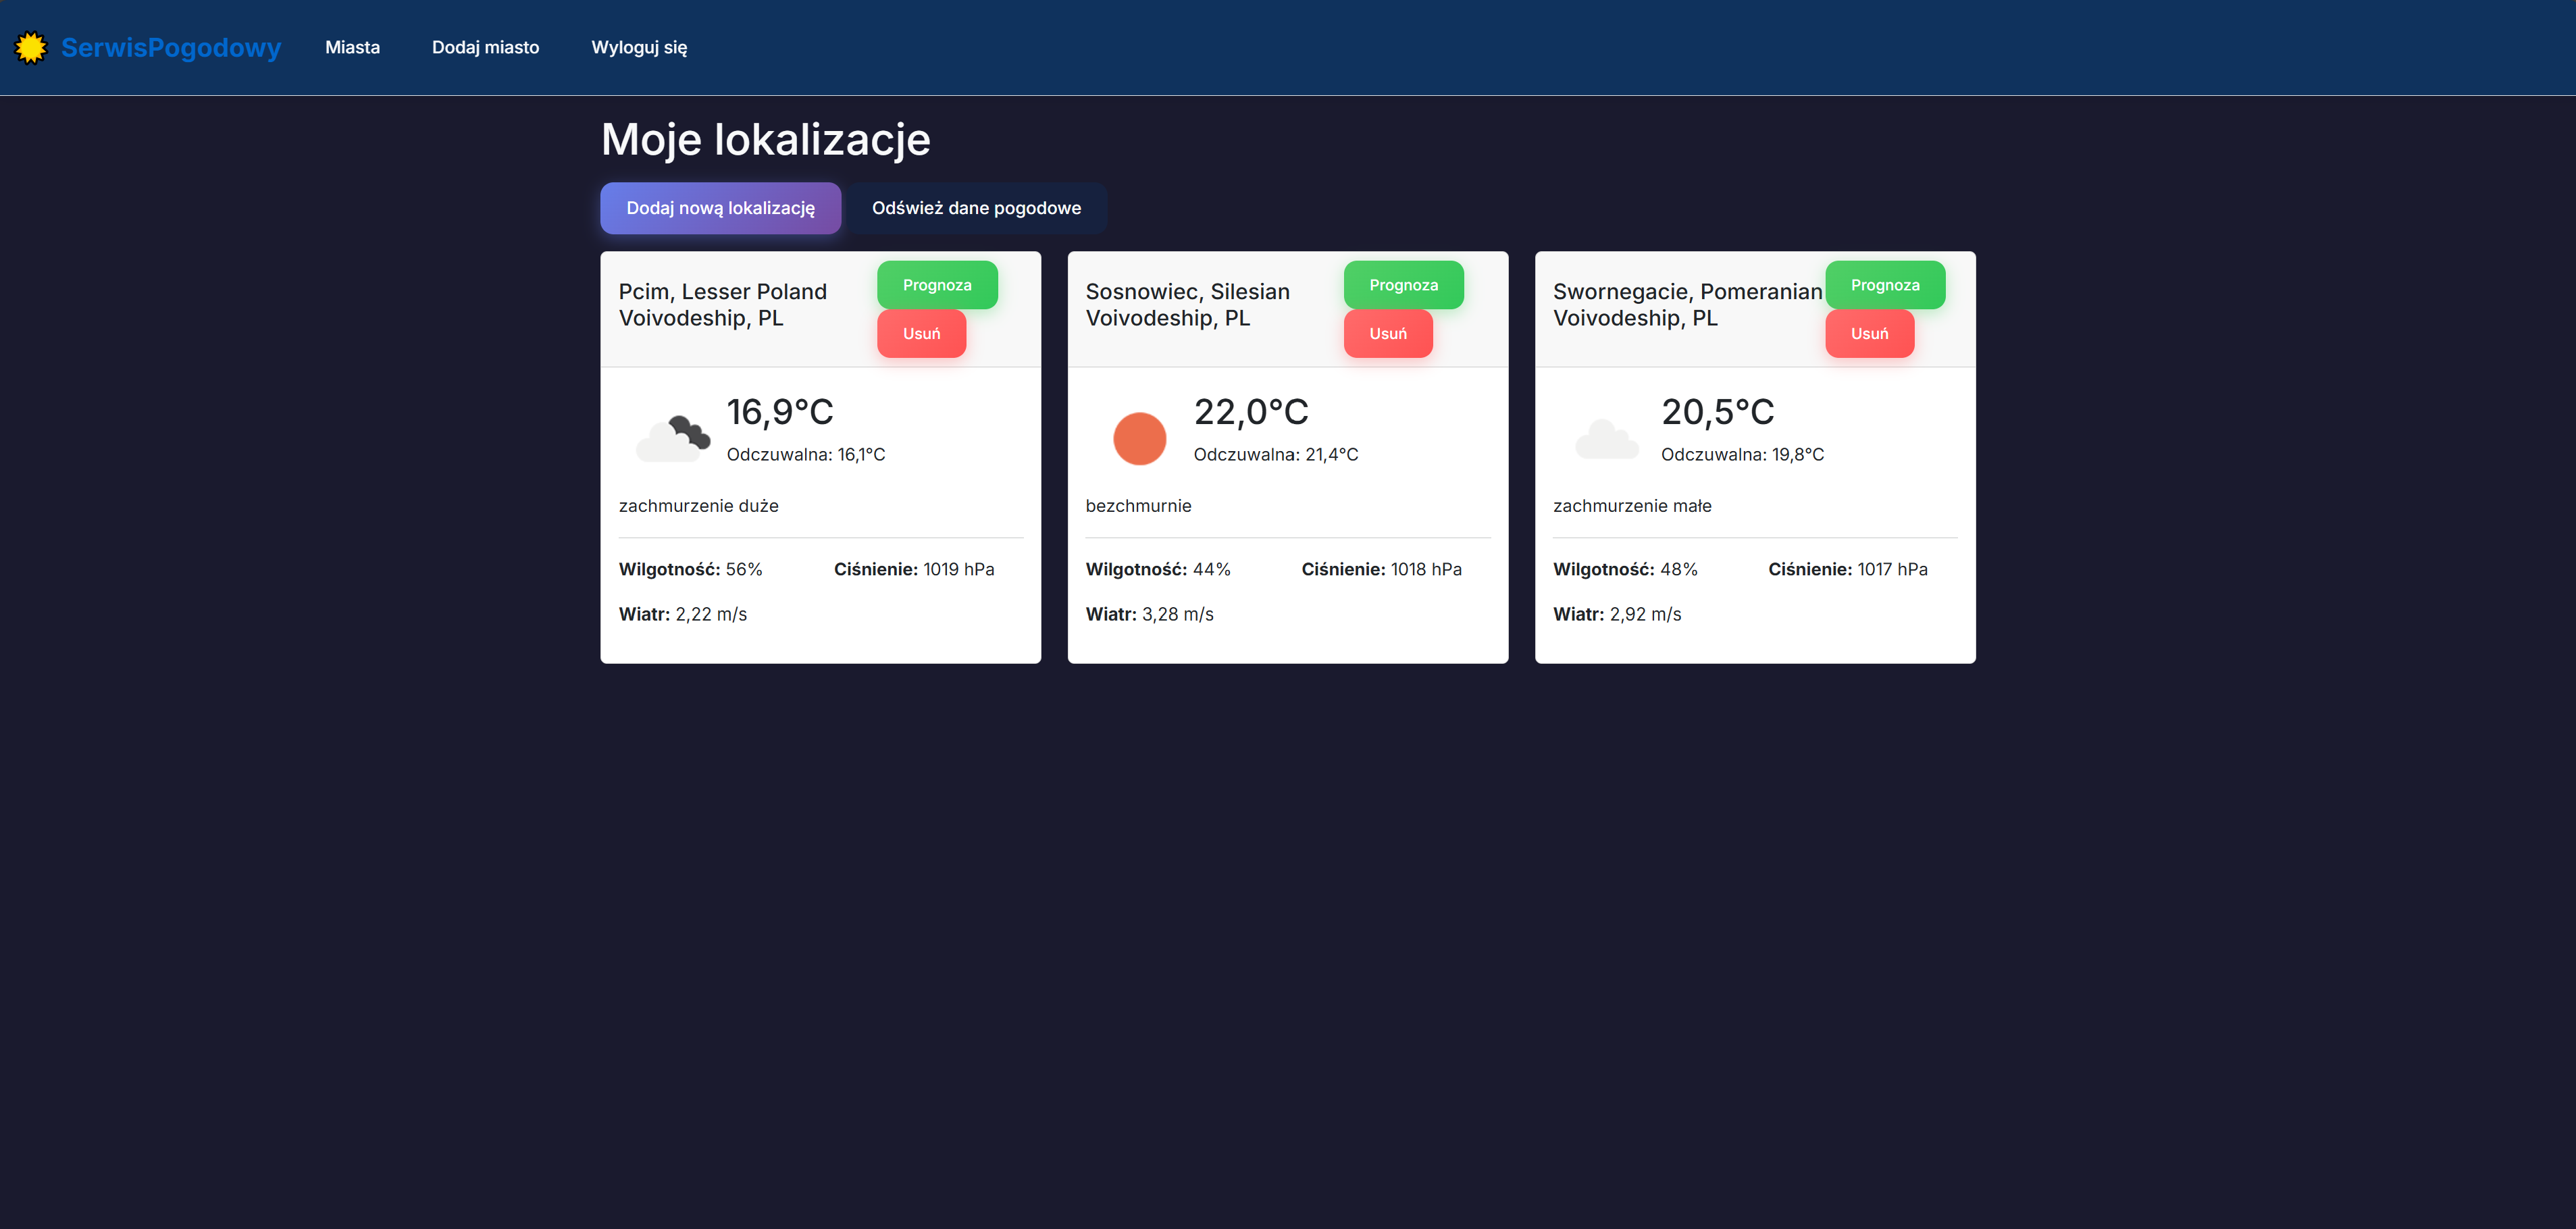 SerwisPogodowy Miasta Dodaj miasto Wyloguj się
Moje lokalizacje
Dodaj nową lokalizację Odśwież dane pogodowe
Pcim, Lesser Poland
Voivodeship, PL
Prognoza
Usuń
16,9°C
Odczuwalna: 16,1°C
zachmurzenie duże
Wilgotność: 56% Ciśnienie: 1019 hPa
Wiatr: 2,22 m/s
Sosnowiec, Silesian
Voivodeship, PL
Prognoza
Usuń
22,0°C
Odczuwalna: 21,4°C
bezchmurnie
Wilgotność: 44% Ciśnienie: 1018 hPa
Wiatr: 3,28 m/s
Swornegacie, Pomeranian
Voivodeship, PL
Prognoza
Usuń
20,5°C
Odczuwalna: 19,8°C
zachmurzenie małe
Wilgotność: 48% Ciśnienie: 1017 hPa
Wiatr: 2,92 m/s